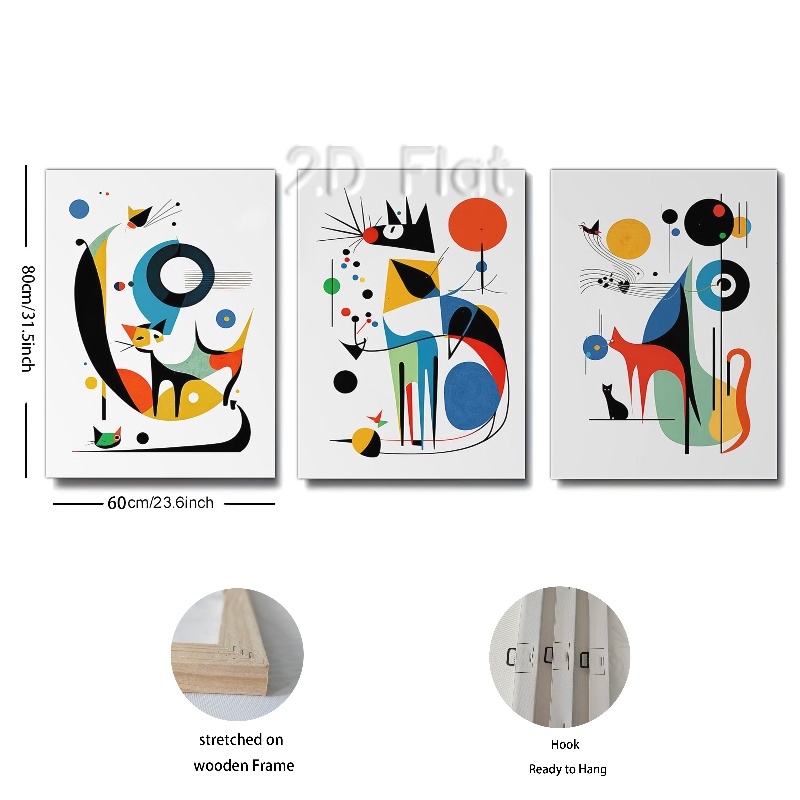 2D Flat
80cm/31.5inch
60cm/23.6inch
stretched on
wooden Frame
Hook
Ready to Hang